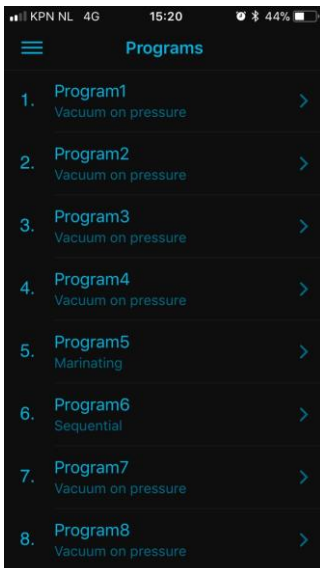 KPN NL 4G 15:20 44%
Programs
1. Program1
Vacuum on pressure
2. Program2
Vacuum on pressure
3. Program3
Vacuum on pressure
4. Program4
Vacuum on pressure
5. Program5
Marinating
6. Program6
Sequential
7. Program7
Vacuum on pressure
8. Program8
Vacuum on pressure